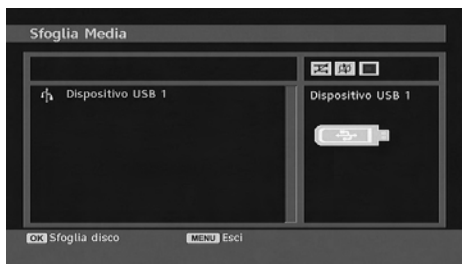 Sfoglia Media
Dispositivo USB 1
Dispositivo USB 1
OK Sfoglia disco MENU Esci